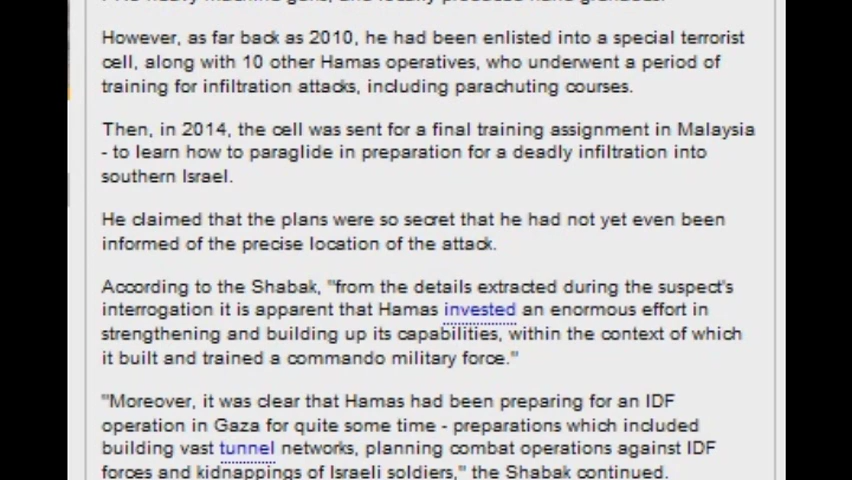 However, as far back as 2010, he had been enlisted into a special terrorist
cell, along with 10 other Hamas operatives, who underwent a period of
training for infiltration attacks, including parachuting courses.
Then, in 2014, the cell was sent for a final training assignment in Malaysia
- to learn how to paraglide in preparation for a deadly infiltration into
southern Israel.
He claimed that the plans were so secret that he had not yet even been
informed of the precise location of the attack.
According to the Shabak, "from the details extracted during the suspect's
interrogation it is apparent that Hamas invested an enormous effort in
strengthening and building up its capabilities, within the context of which
it built and trained a commando military force."
"Moreover, it was clear that Hamas had been preparing for an IDF
operation in Gaza for quite some time - preparations which included
building vast tunnel networks, planning combat operations against IDF
forces and kidnappings of Israeli soldiers," the Shabak continued.